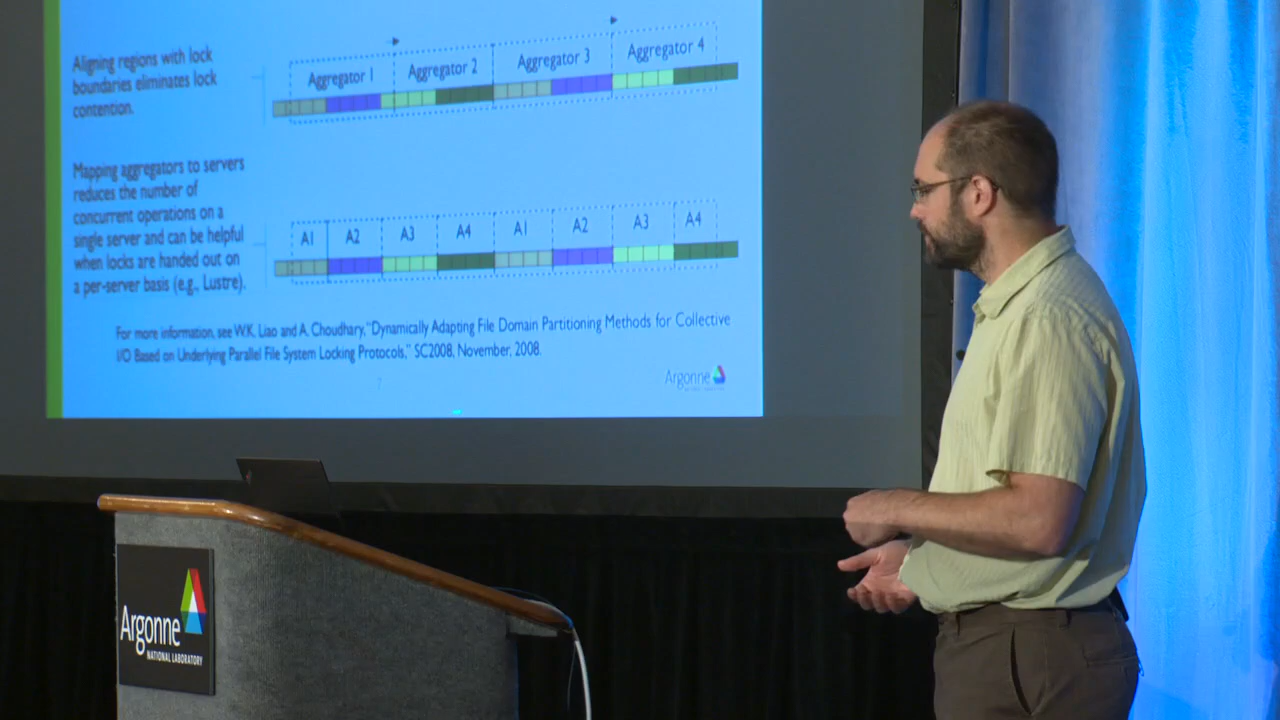 Aligning regions with lock
boundaries eliminates lock
contention.
Aggregator 1
Aggregator 2
Aggregator 3
Aggregator 4
Mapping aggregators to servers
reduces the number of
concurrent operations on a
single server and can be helpful
when locks are handed out on
a per-server basis (e.g., Lustre).
A1 A2 A3 A4 A1 A2 A3 A4
For more information, see W.K. Liao and A. Choudhary, "Dynamically Adapting File Domain Partitioning Methods for Collective
I/O Based on Underlying Parallel File System Locking Protocols," SC2008, November, 2008.
7
Argonne
Argonne
NATIONAL LABORATORY